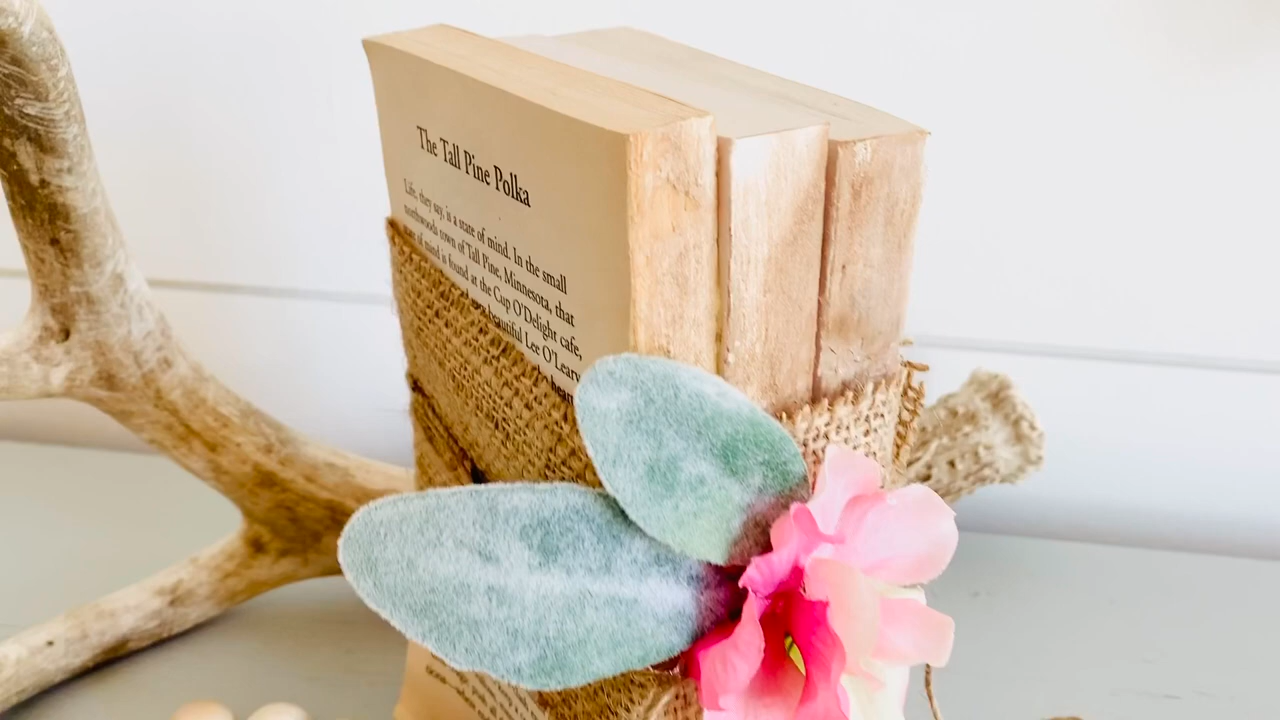 The Tall Pine Polka
Life, they say, is a state of mind. In the small
northwoods town of Tall Pine, Minnesota, that
of mind is found at the Cup O'Delight cafe,
beautiful Lee O'Leary